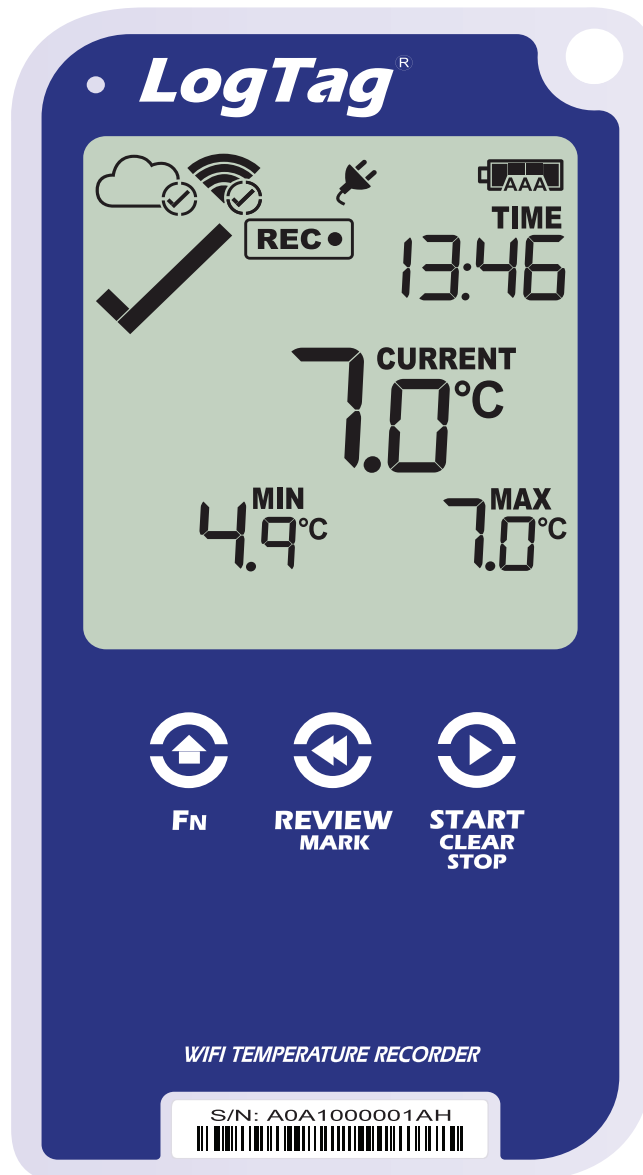 LogTag®
AAA
TIME
REC
13:46
CURRENT
7.0°C
MIN
4.9°C
MAX
7.0°C
FN
REVIEW
MARK
START
CLEAR
STOP
WIFI TEMPERATURE RECORDER
S/N: A0A1000001AH